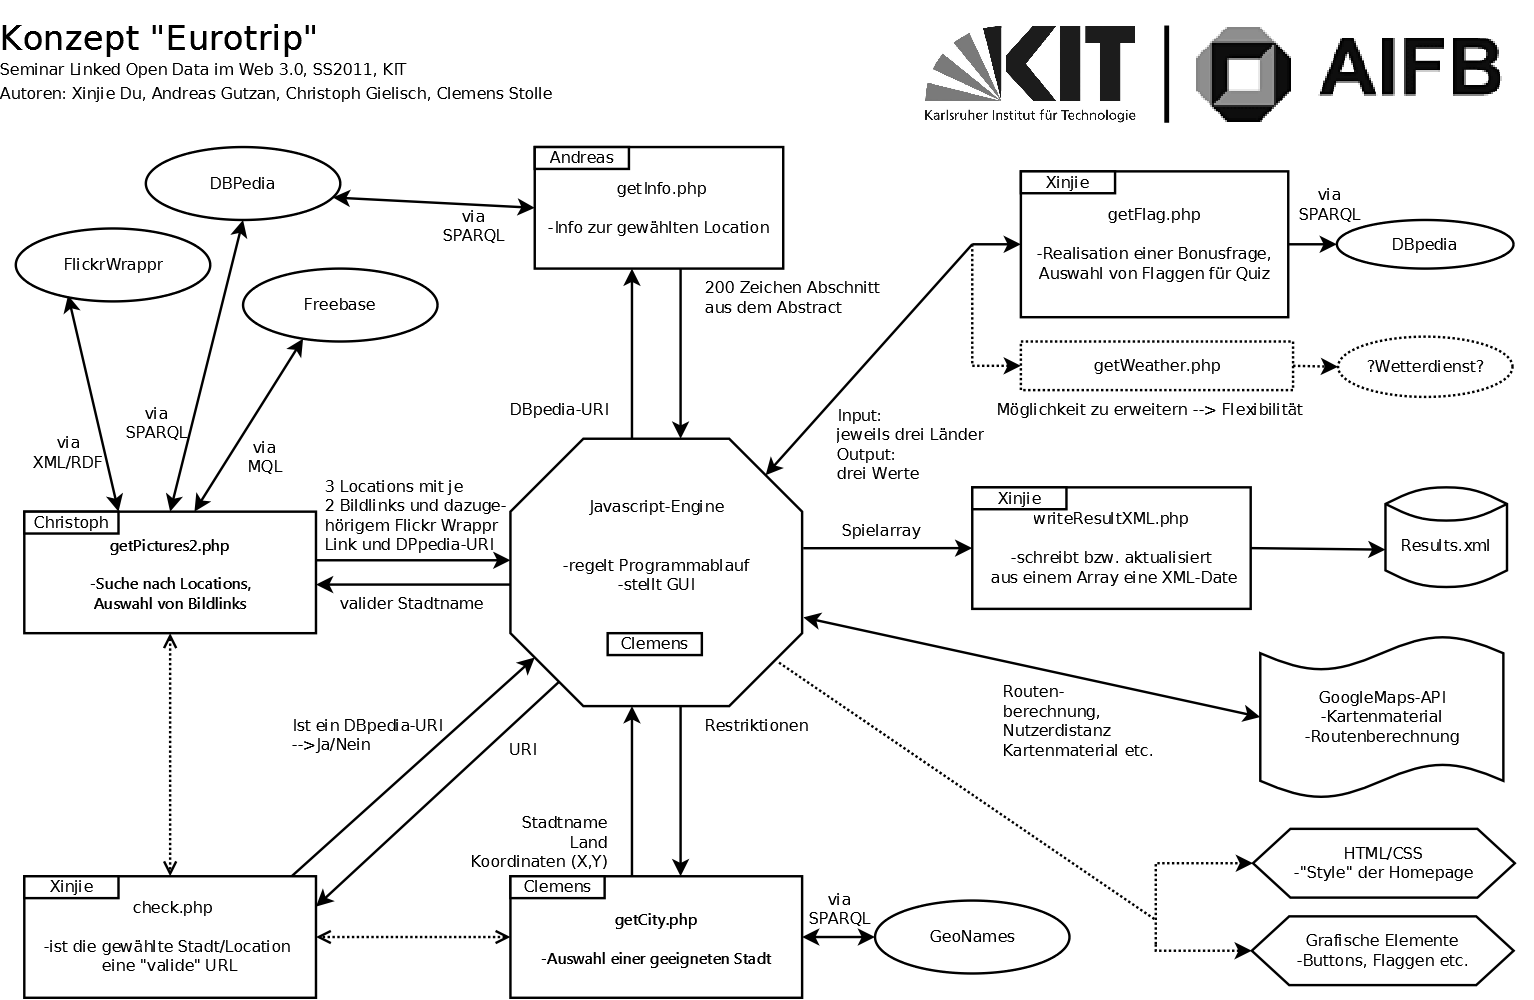 Konzept "Eurotrip"
Seminar Linked Open Data im Web 3.0, SS2011, KIT
Autoren: Xinjie Du, Andreas Gutzan, Christoph Gielisch, Clemens Stolle
KIT
Karlsruher Institut für Technologie
AIFB
DBPedia
FlickrWrappr
Freebase
via
SPARQL
Andreas
getInfo.php
-Info zur gewählten Location
Xinjie
getFlag.php
-Realisation einer Bonusfrage,
Auswahl von Flaggen für Quiz
via
SPARQL
DBpedia
200 Zeichen Abschnitt
aus dem Abstract
getWeather.php
?Wetterdienst?
Möglichkeit zu erweitern --> Flexibilität
DBpedia-URI
Input:
jeweils drei Länder
Output:
drei Werte
via
XML/RDF
via
SPARQL
via
MQL
3 Locations mit je
2 Bildlinks und dazuge-
hörigem Flickr Wrappr
Link und DPpedia-URI
Christoph
getPictures2.php
-Suche nach Locations,
Auswahl von Bildlinks
valider Stadtname
Javascript-Engine
-regelt Programmablauf
-stellt GUI
Clemens
Spielarray
Xinjie
writeResultXML.php
-schreibt bzw. aktualisiert
aus einem Array eine XML-Date
Results.xml
Routen-
berechnung,
Nutzerdistanz
Kartenmaterial etc.
GoogleMaps-API
-Kartenmaterial
-Routenberechnung
Ist ein DBpedia-URI
-->Ja/Nein
URI
Restriktionen
Stadtname
Land
Koordinaten (X,Y)
Xinjie
check.php
-ist die gewählte Stadt/Location
eine "valide" URL
Clemens
getCity.php
-Auswahl einer geeigneten Stadt
via
SPARQL
GeoNames
HTML/CSS
-"Style" der Homepage
Grafische Elemente
-Buttons, Flaggen etc.